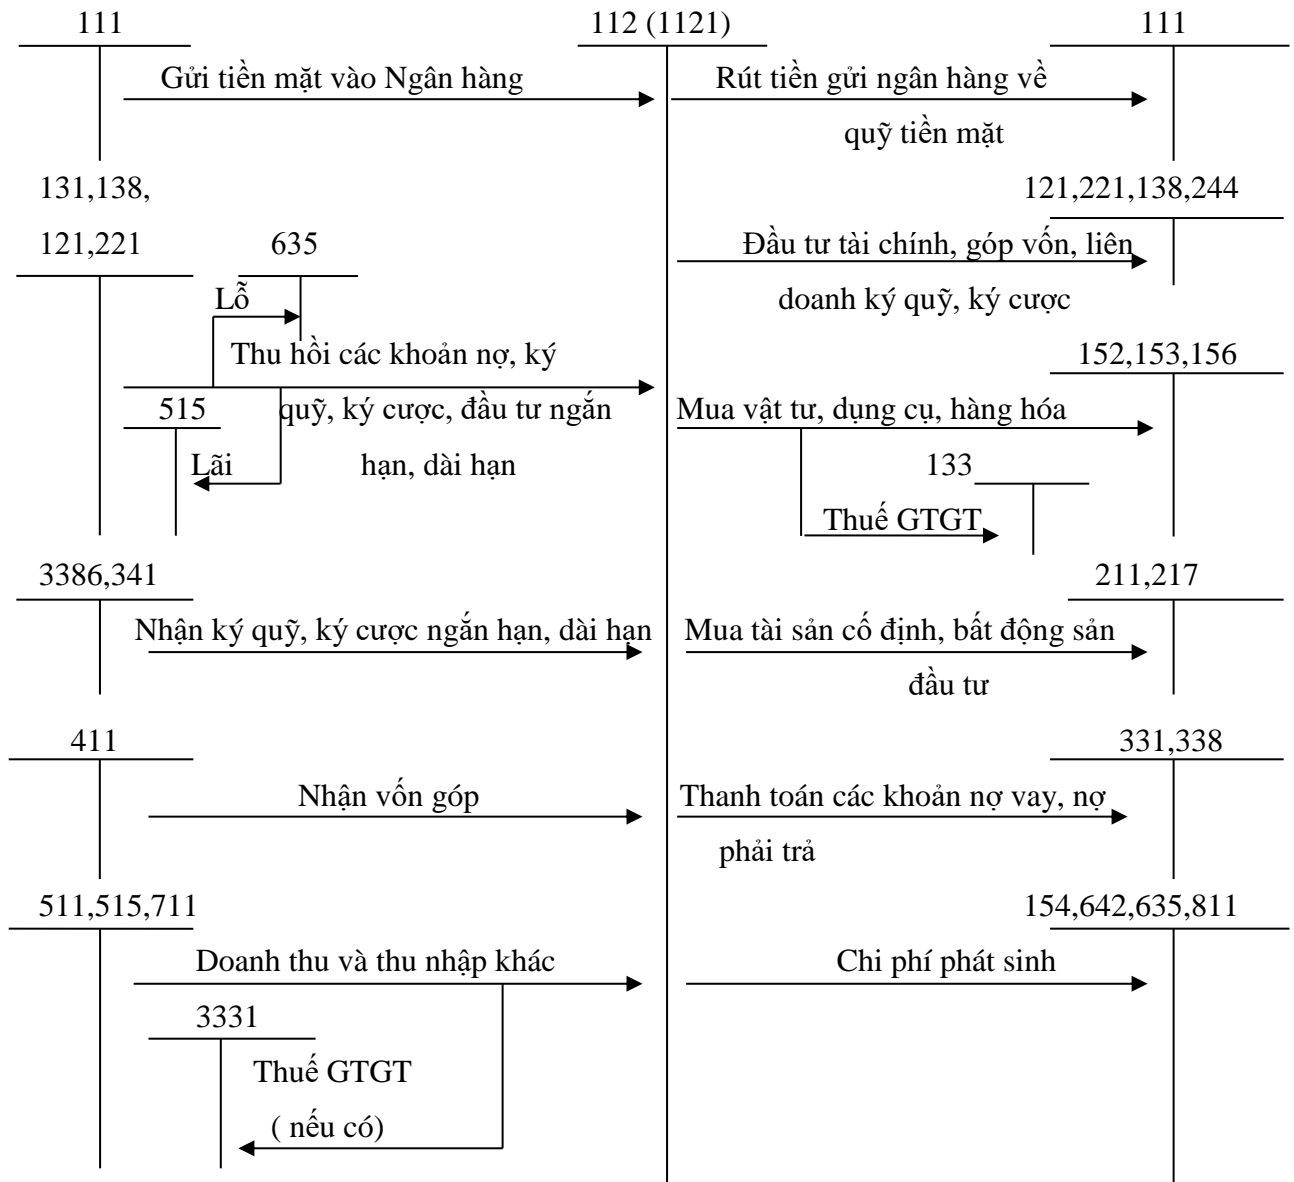 111
112 (1121)
111
Gửi tiền mặt vào Ngân hàng
Rút tiền gửi ngân hàng về
quỹ tiền mặt
131,138,
121,221
121,221,138,244
635
Đầu tư tài chính, góp vốn, liên
doanh ký quỹ, ký cược
Lỗ
Thu hồi các khoản nợ, ký
quỹ, ký cược, đầu tư ngắn
hạn, dài hạn
515
Lãi
152,153,156
Mua vật tư, dụng cụ, hàng hóa
133
Thuế GTGT
3386,341
211,217
Nhận ký quỹ, ký cược ngắn hạn, dài hạn
Mua tài sản cố định, bất động sản
đầu tư
411
331,338
Nhận vốn góp
Thanh toán các khoản nợ vay, nợ
phải trả
511,515,711
154,642,635,811
Doanh thu và thu nhập khác
Chi phí phát sinh
3331
Thuế GTGT
( nếu có)